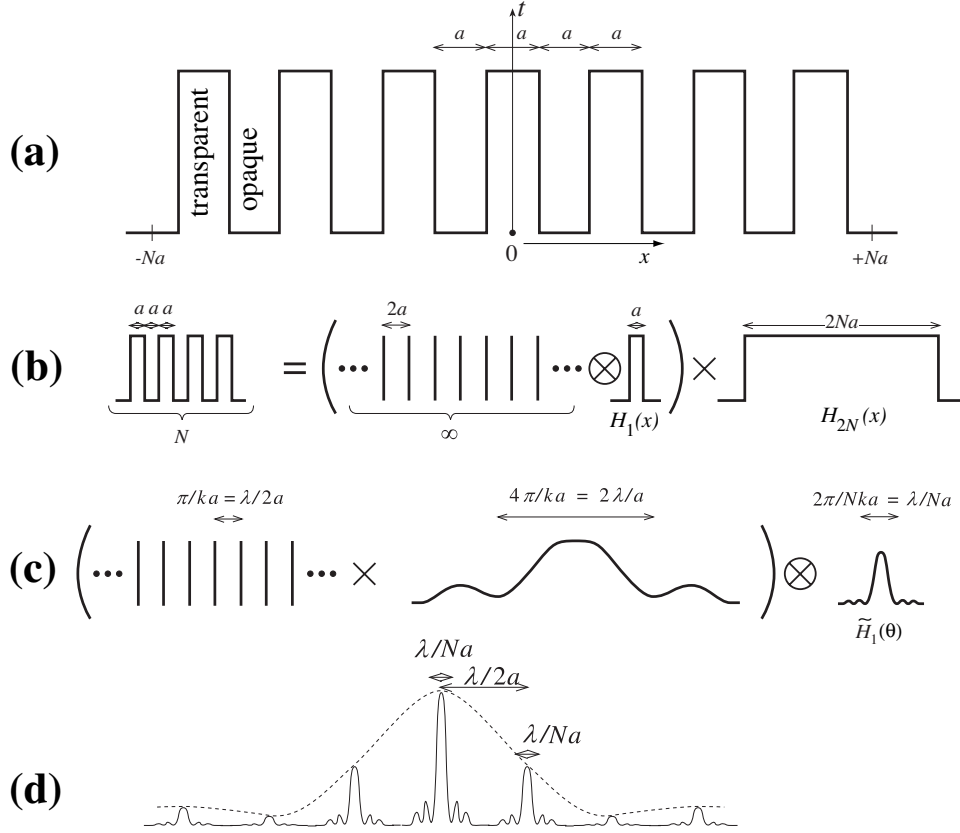 t
a a a a
(a)
transparent
opaque
-Na 0 x +Na
a a a 2a a 2Na
(b) = ( ••• ••• ⊗ ) ×
N ∞ H₁(x) H₂N(x)
π/ka = λ/2a 4π/ka = 2λ/a 2π/Nka = λ/Na
(c) ( ••• ••• × ) ⊗
H̃₁(θ)
λ/Na
λ/2a
λ/Na
(d)